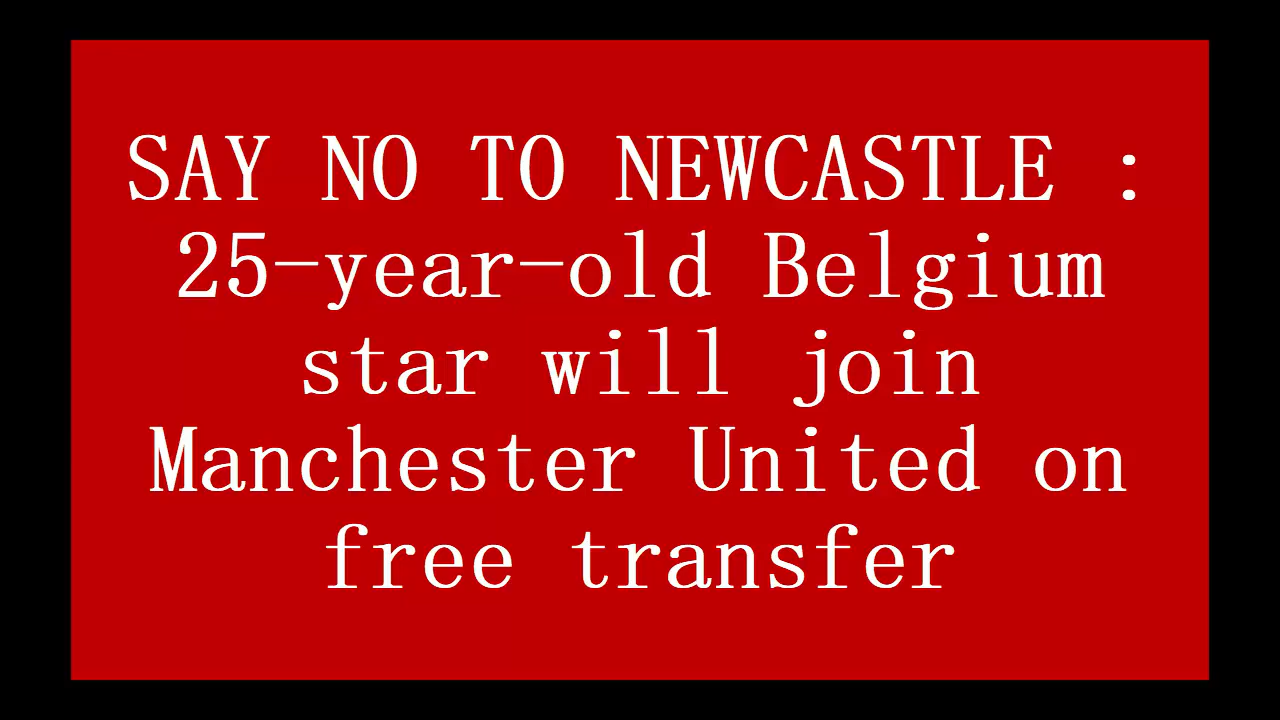 SAY NO TO NEWCASTLE :
25-year-old Belgium
star will join
Manchester United on
free transfer